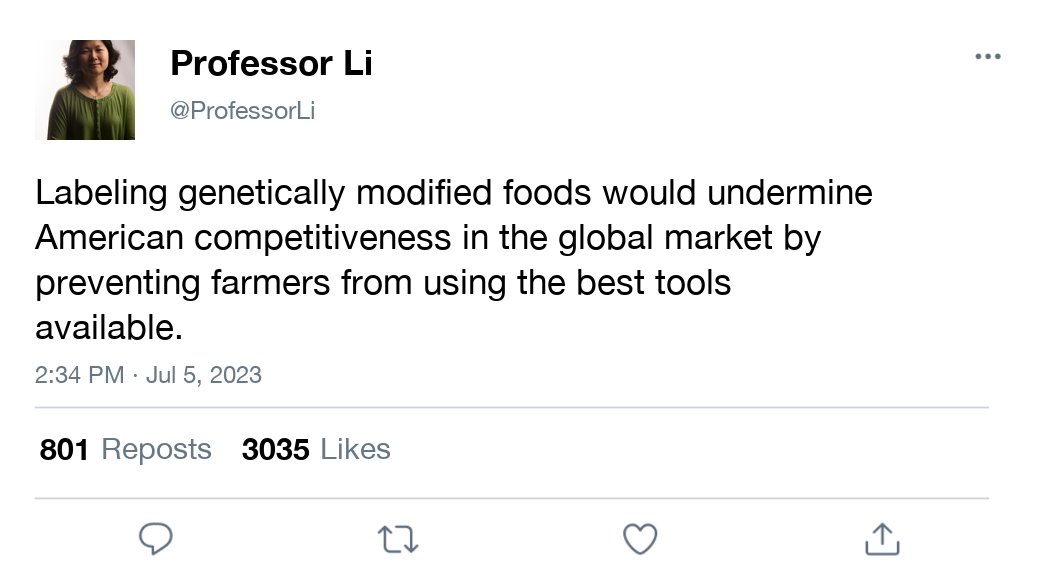 Professor Li
@ProfessorLi
Labeling genetically modified foods would undermine
American competitiveness in the global market by
preventing farmers from using the best tools
available.
2:34 PM · Jul 5, 2023
801 Reposts 3035 Likes